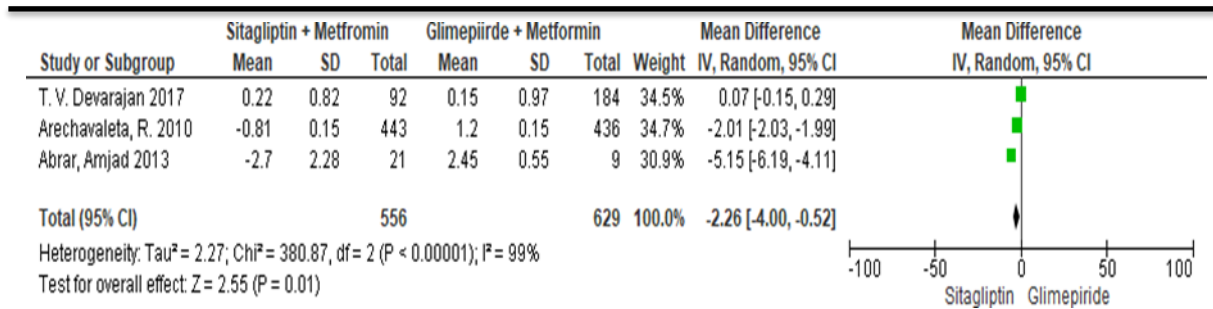 Sitagliptin + Metfromin Glimepiirde + Metformin Mean Difference Mean Difference
Study or Subgroup Mean SD Total Mean SD Total Weight IV, Random, 95% CI IV, Random, 95% CI
T. V. Devarajan 2017 0.22 0.82 92 0.15 0.97 184 34.5% 0.07 [-0.15, 0.29]
Arechavaleta, R. 2010 -0.81 0.15 443 1.2 0.15 436 34.7% -2.01 [-2.03, -1.99]
Abrar, Amjad 2013 -2.7 2.28 21 2.45 0.55 9 30.9% -5.15 [-6.19, -4.11]
Total (95% CI) 556 629 100.0% -2.26 [-4.00, -0.52]
Heterogeneity: Tau² = 2.27; Chi² = 380.87, df = 2 (P < 0.00001); I² = 99%
Test for overall effect: Z = 2.55 (P = 0.01)
-100 -50 0 50 100
Sitagliptin Glimepiride